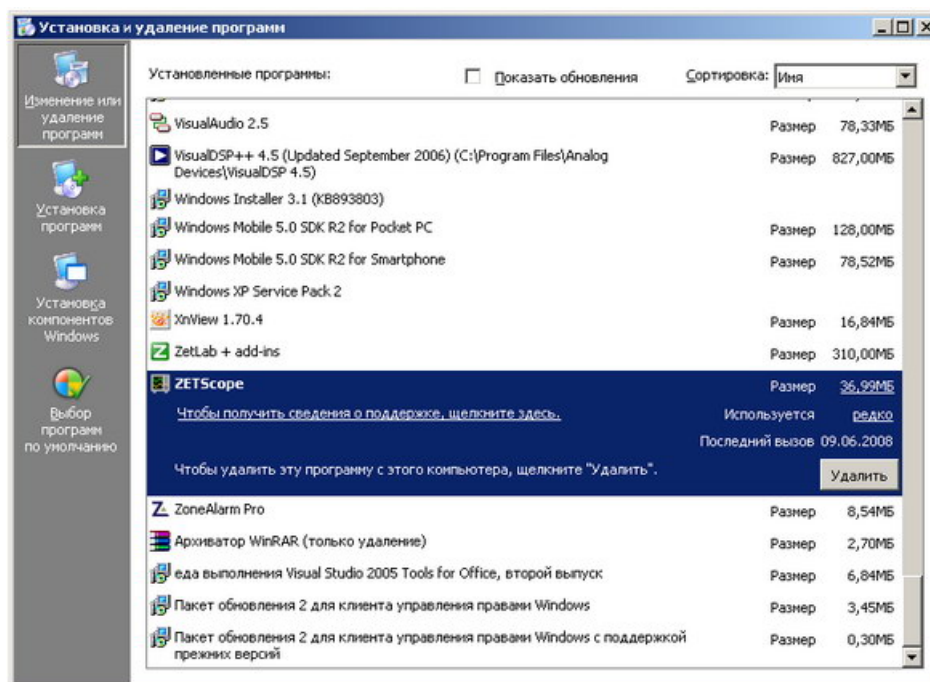 Установка и удаление программ
Изменение или
удаление
программ
Установка
программ
Установка
компонентов
Windows
Выбор
программ
по умолчанию
Установленные программы:
Показать обновления
Сортировка: Имя
VisualAudio 2.5 Размер 78,33МБ
VisualDSP++ 4.5 (Updated September 2006) (C:\Program Files\Analog Размер 827,00МБ
Devices\VisualDSP 4.5)
Windows Installer 3.1 (KB893803)
Windows Mobile 5.0 SDK R2 for Pocket PC Размер 128,00МБ
Windows Mobile 5.0 SDK R2 for Smartphone Размер 78,52МБ
Windows XP Service Pack 2
XnView 1.70.4 Размер 16,84МБ
ZetLab + add-ins Размер 310,00МБ
ZETScope Размер 36,99МБ
Чтобы получить сведения о поддержке, щелкните здесь. Используется редко
Последний вызов 09.06.2008
Чтобы удалить эту программу с этого компьютера, щелкните "Удалить". Удалить
ZoneAlarm Pro Размер 8,54МБ
Архиватор WinRAR (только удаление) Размер 2,70МБ
еда выполнения Visual Studio 2005 Tools for Office, второй выпуск Размер 6,84МБ
Пакет обновления 2 для клиента управления правами Windows Размер 3,45МБ
Пакет обновления 2 для клиента управления правами Windows с поддержкой Размер 0,30МБ
прежних версий